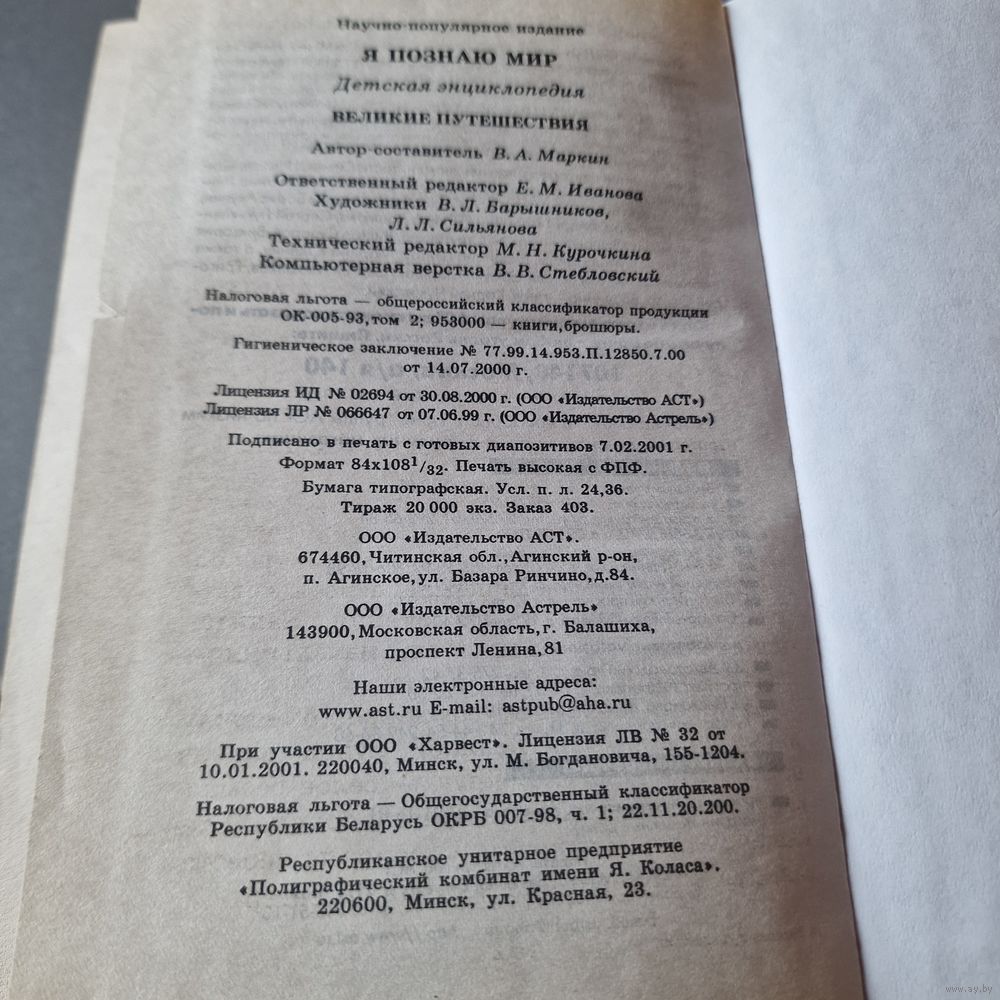 Научно-популярное издание
Я ПОЗНАЮ МИР
Детская энциклопедия
ВЕЛИКИЕ ПУТЕШЕСТВИЯ
Автор-составитель В. А. Маркин
Ответственный редактор Е. М. Иванова
Художники В. Л. Барышников,
Л. Л. Сильянова
Технический редактор М. Н. Курочкина
Компьютерная верстка В. В. Стебловский
Налоговая льгота — общероссийский классификатор продукции
ОК-005-93, том 2; 953000 — книги, брошюры.
Гигиеническое заключение № 77.99.14.953.П.12850.7.00
от 14.07.2000 г.
Лицензия ИД № 02694 от 30.08.2000 г. (ООО «Издательство АСТ»)
Лицензия ЛР № 066647 от 07.06.99 г. (ООО «Издательство Астрель»)
Подписано в печать с готовых диапозитивов 7.02.2001 г.
Формат 84х108 1/32. Печать высокая с ФПФ.
Бумага типографская. Усл. п. л. 24,36.
Тираж 20 000 экз. Заказ 403.
ООО «Издательство АСТ».
674460, Читинская обл., Агинский р-он,
п. Агинское, ул. Базара Ринчино, д.84.
ООО «Издательство Астрель»
143900, Московская область, г. Балашиха,
проспект Ленина, 81
Наши электронные адреса:
www.ast.ru E-mail: astpub@aha.ru
При участии ООО «Харвест». Лицензия ЛВ № 32 от
10.01.2001. 220040, Минск, ул. М. Богдановича, 155-1204.
Налоговая льгота — Общегосударственный классификатор
Республики Беларусь ОКРБ 007-98, ч. 1; 22.11.20.200.
Республиканское унитарное предприятие
«Полиграфический комбинат имени Я. Коласа».
220600, Минск, ул. Красная, 23.
www.ay.by